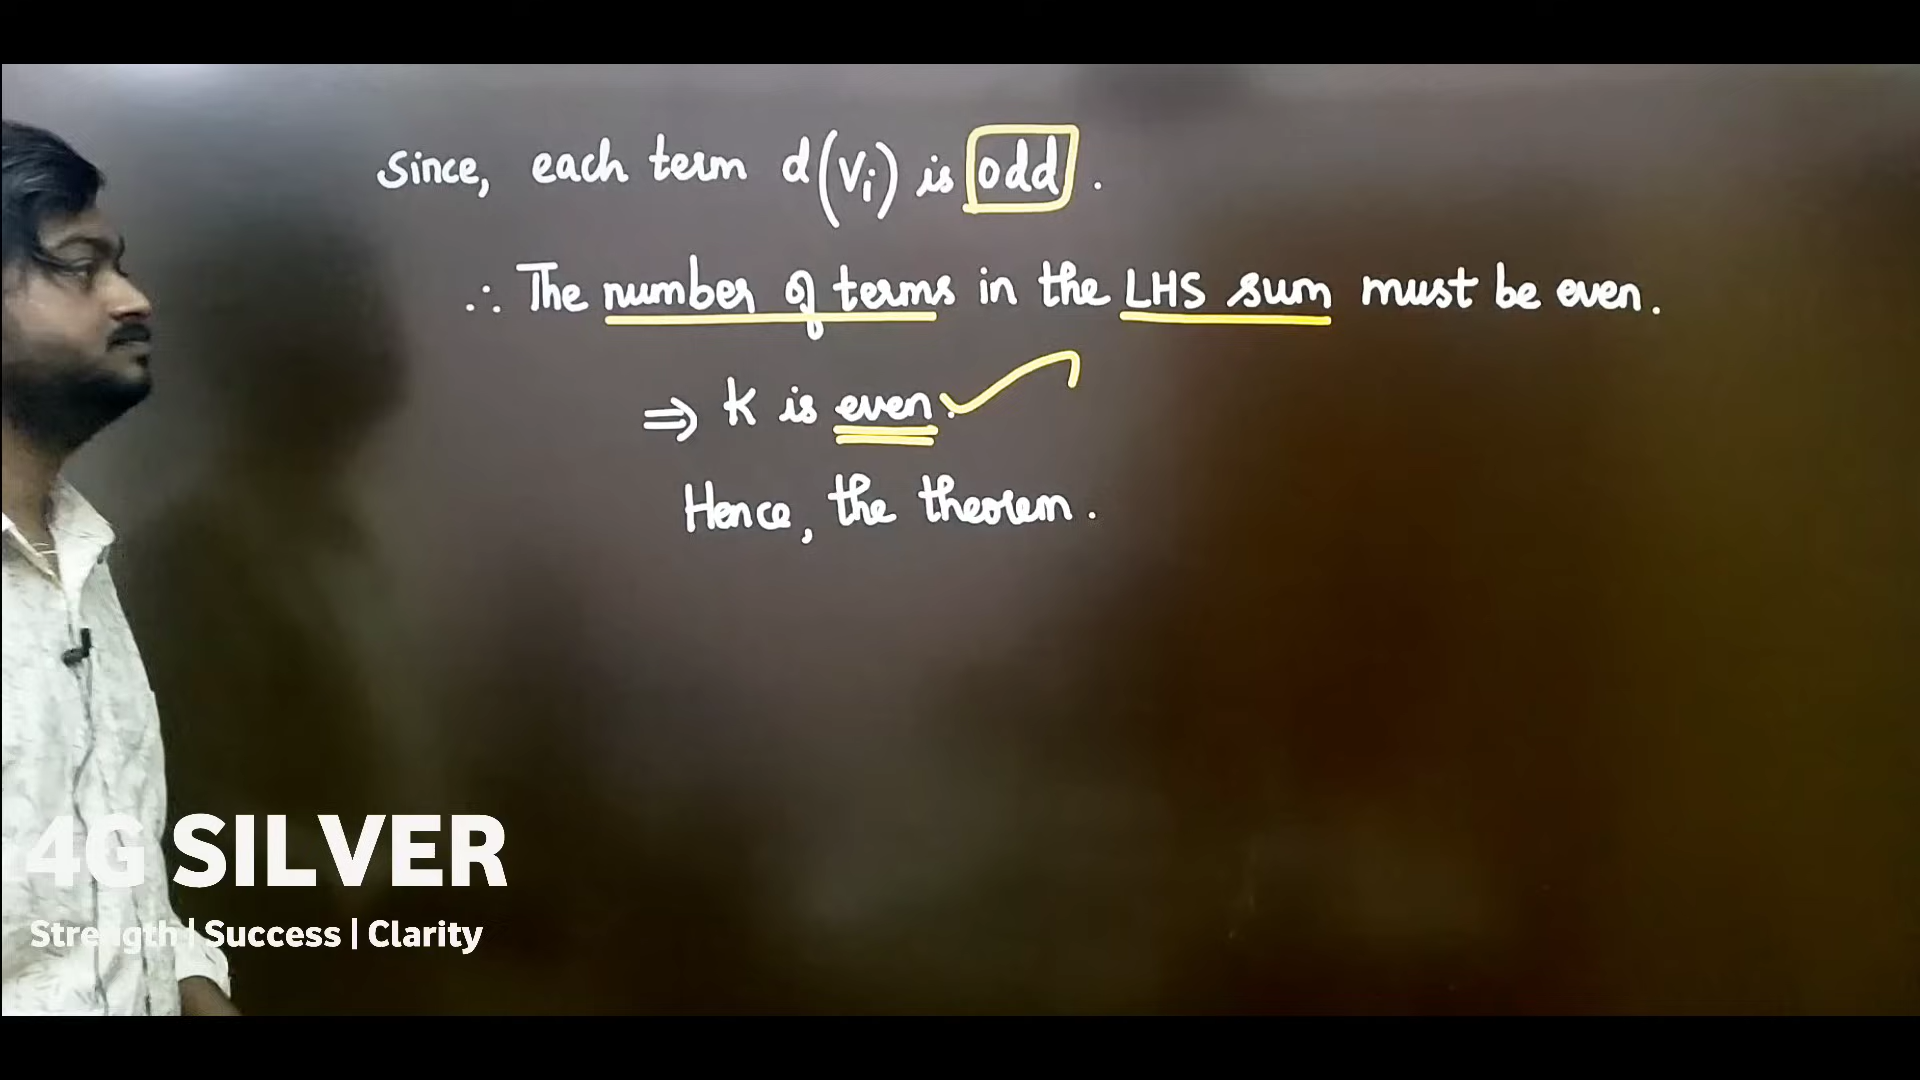 Since, each term d(Vi) is odd.
∴ The number of terms in the LHS sum must be even.
⇒ K is even.
Hence, the theorem.
4G SILVER
Strength | Success | Clarity